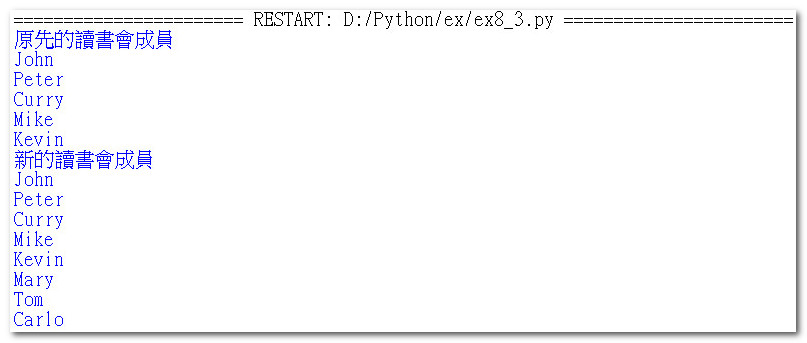 ======================= RESTART: D:/Python/ex/ex8_3.py =======================
原先的讀書會成員
John
Peter
Curry
Mike
Kevin
新的讀書會成員
John
Peter
Curry
Mike
Kevin
Mary
Tom
Carlo